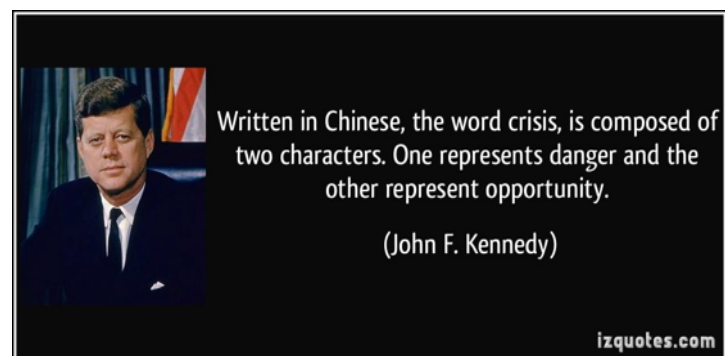 Written in Chinese, the word crisis, is composed of
two characters. One represents danger and the
other represent opportunity.
(John F. Kennedy)
izquotes.com